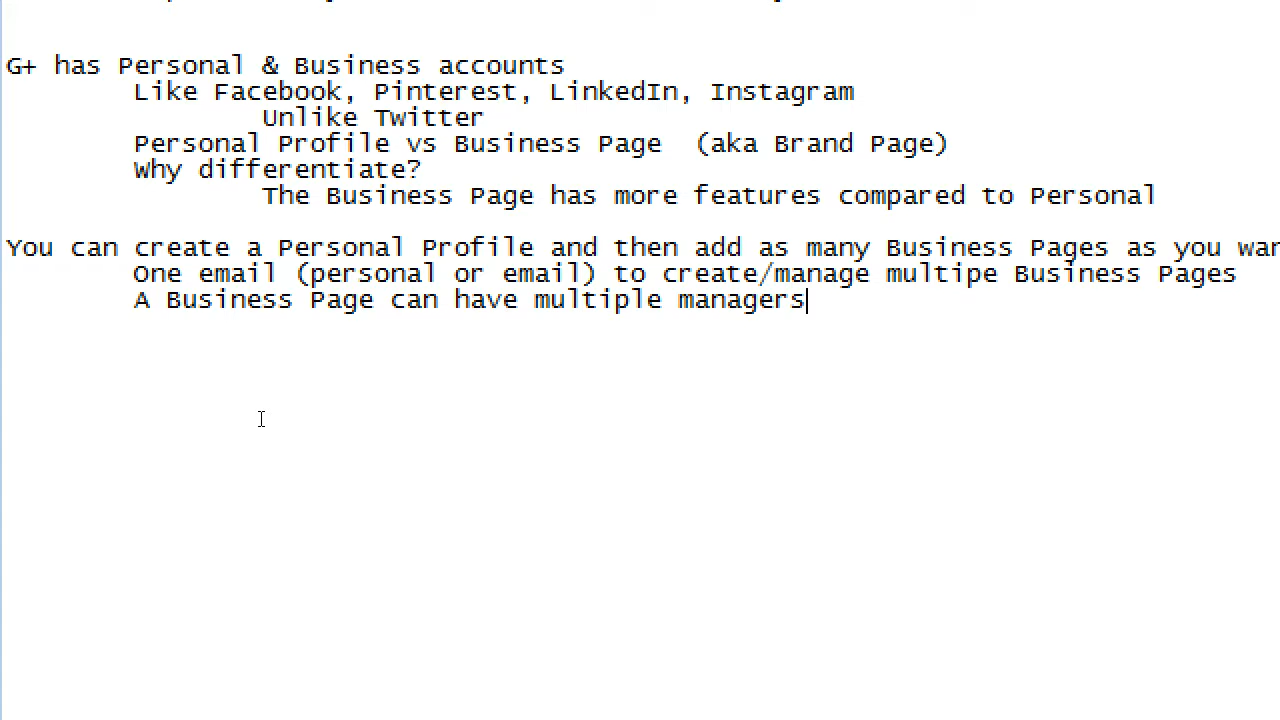 G+ has Personal & Business accounts
Like Facebook, Pinterest, LinkedIn, Instagram
Unlike Twitter
Personal Profile vs Business Page  (aka Brand Page)
Why differentiate?
The Business Page has more features compared to Personal
You can create a Personal Profile and then add as many Business Pages as you
One email (personal or email) to create/manage multipe Business Pages
A Business Page can have multiple managers